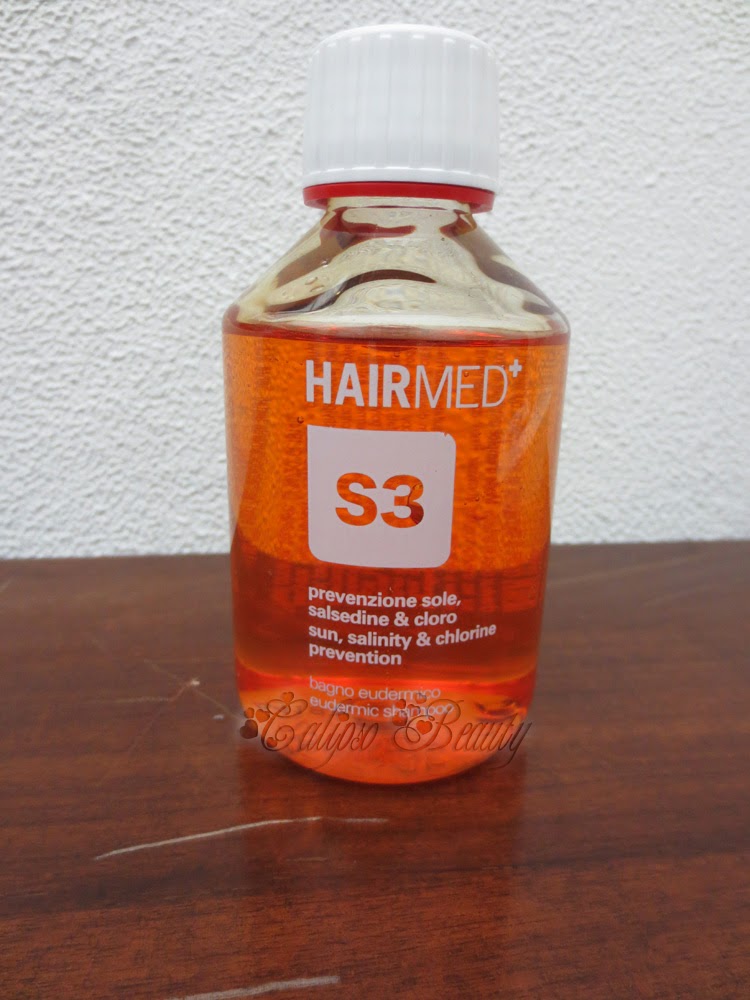 HAIRMED+
S3
prevenzione sole,
salsedine & cloro
sun, salinity & chlorine
prevention
bagno eudermico
eudermic shampoo
Calipso Beauty